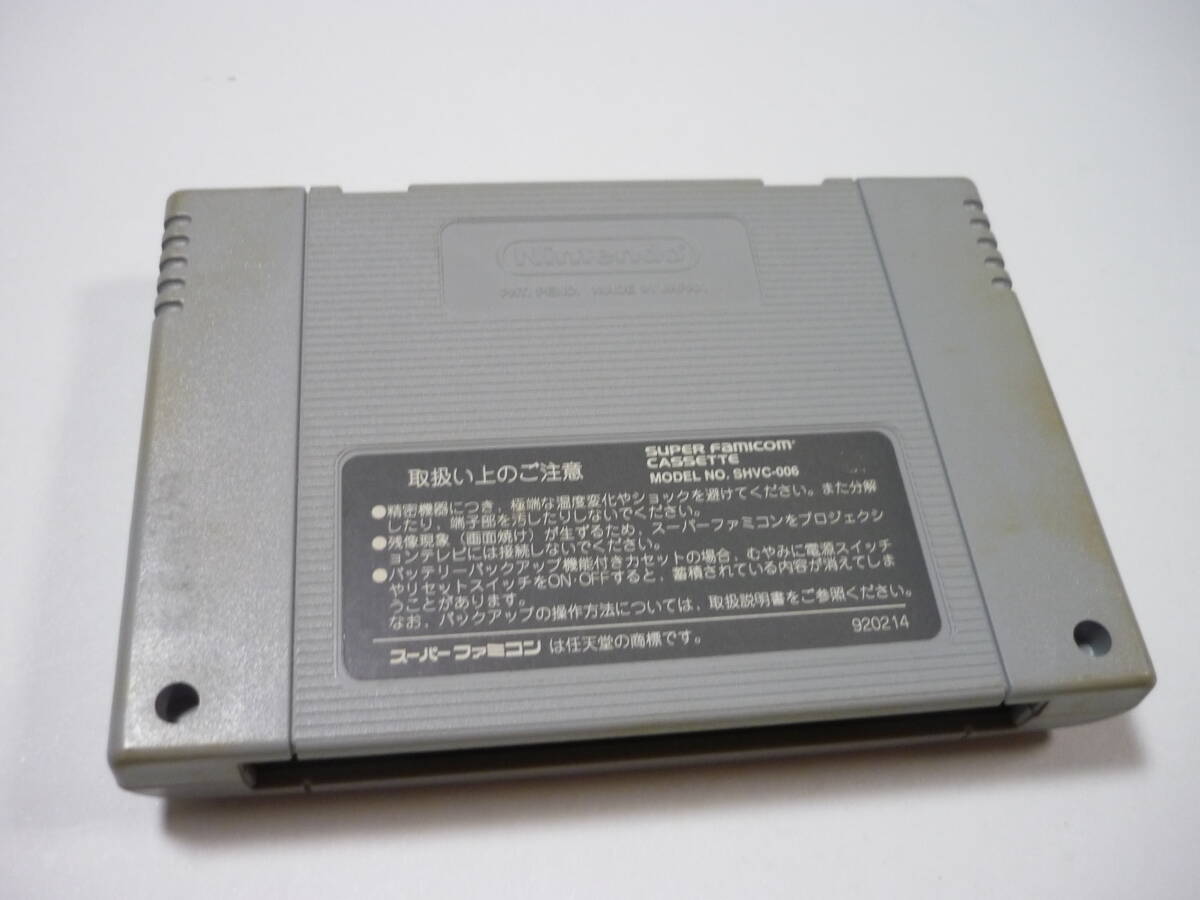 Nintendo
PAT. PEND. MADE IN JAPAN
取扱い上のご注意
SUPER FAMICOM
CASSETTE
MODEL NO. SHVC-006
●精密機器につき，極端な温度変化やショックを避けてください。また分解
したり，端子部を汚したりしないでください。
●残像現象（画面焼け）が生ずるため，スーパーファミコンをプロジェクシ
ョンテレビには接続しないでください。
●バッテリーバックアップ機能付きカセットの場合，むやみに電源スイッチ
やリセットスイッチをON・OFFすると，蓄積されている内容が消えてしま
うことがあります。
なお，バックアップの操作方法については，取扱説明書をご参照ください。
スーパーファミコンは任天堂の商標です。
920214